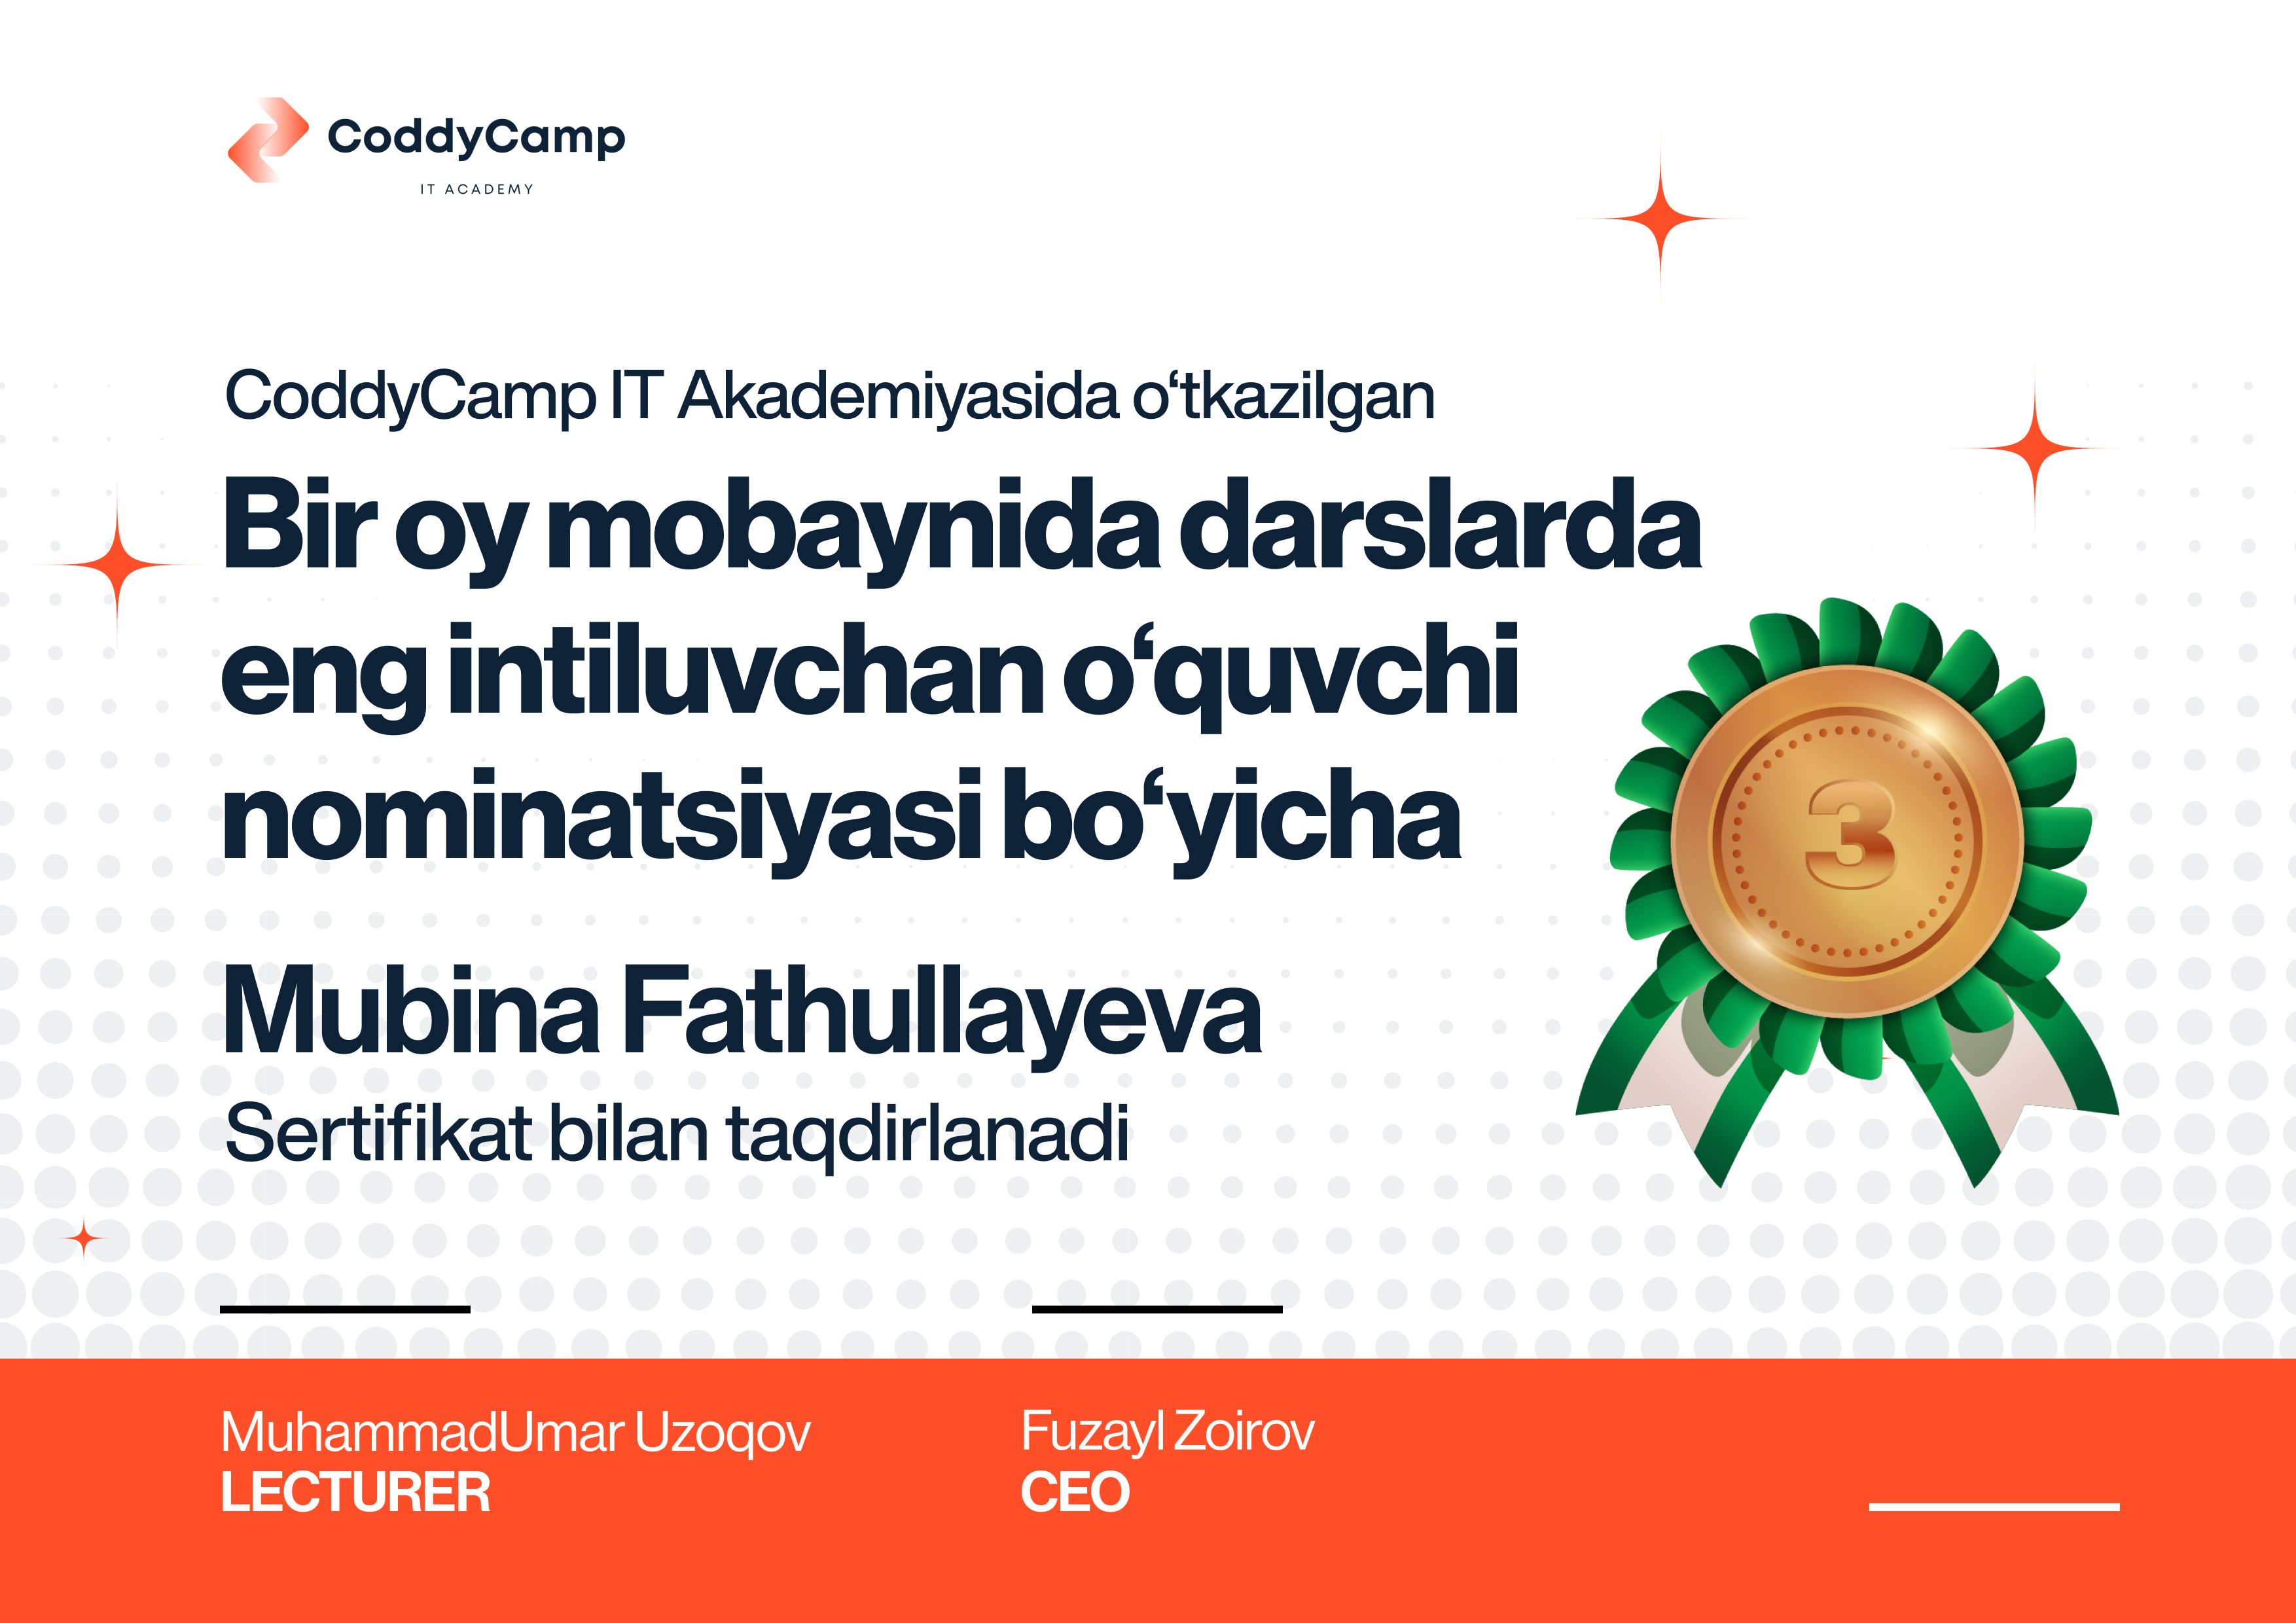 CoddyCamp
IT ACADEMY
CoddyCamp IT Akademiyasida o‘tkazilgan
Bir oy mobaynida darslarda
eng intiluvchan o‘quvchi
nominatsiyasi bo‘yicha
3
Mubina Fathullayeva
Sertifikat bilan taqdirlanadi
MuhammadUmar Uzoqov
LECTURER
Fuzayl Zoirov
CEO